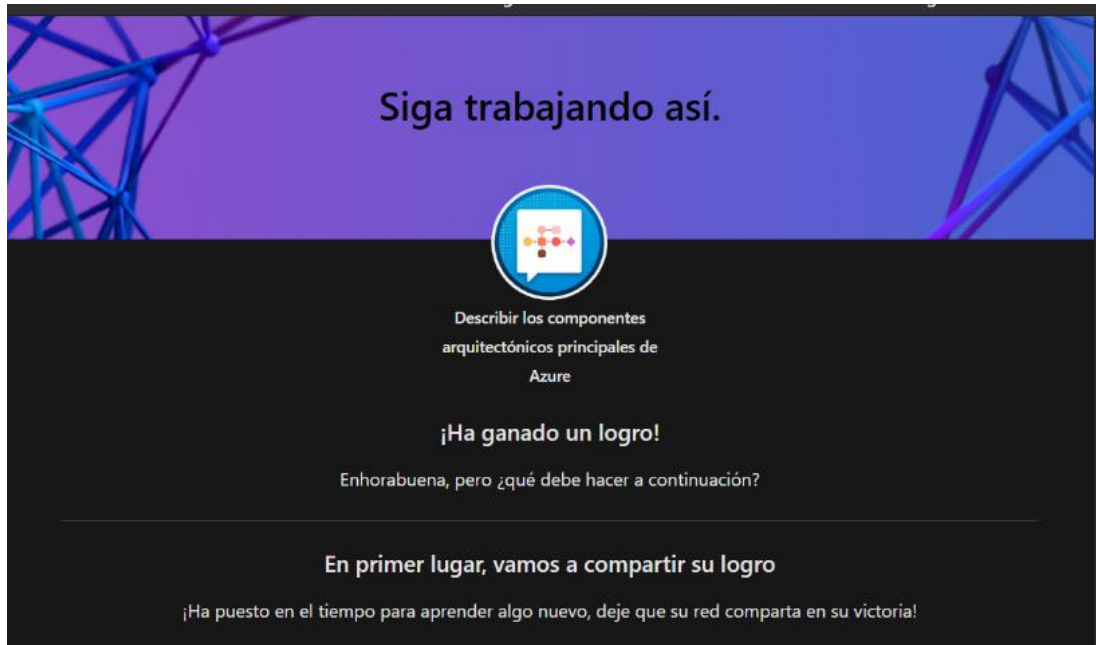 Siga trabajando así.
Describir los componentes
arquitectónicos principales de
Azure
¡Ha ganado un logro!
Enhorabuena, pero ¿qué debe hacer a continuación?
En primer lugar, vamos a compartir su logro
¡Ha puesto en el tiempo para aprender algo nuevo, deje que su red comparta en su victoria!